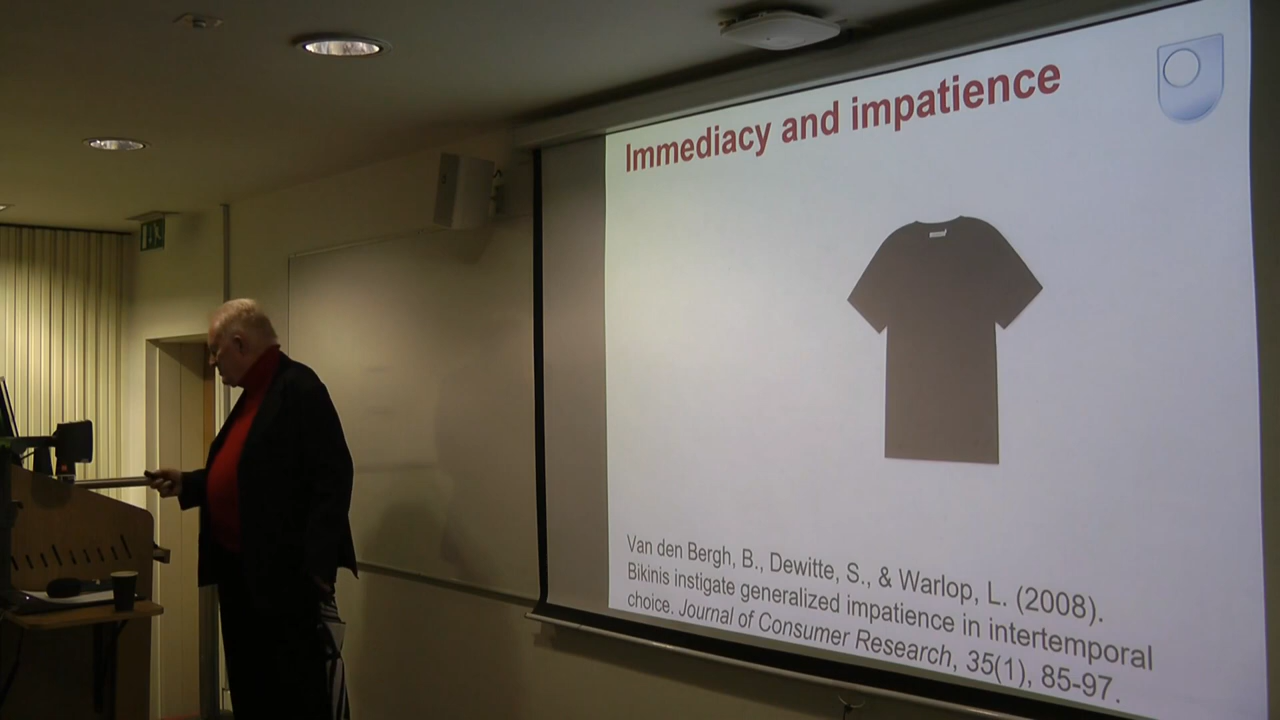 Immediacy and impatience
Van den Bergh, B., Dewitte, S., & Warlop, L. (2008).
Bikinis instigate generalized impatience in intertemporal
choice. Journal of Consumer Research, 35(1), 85-97.